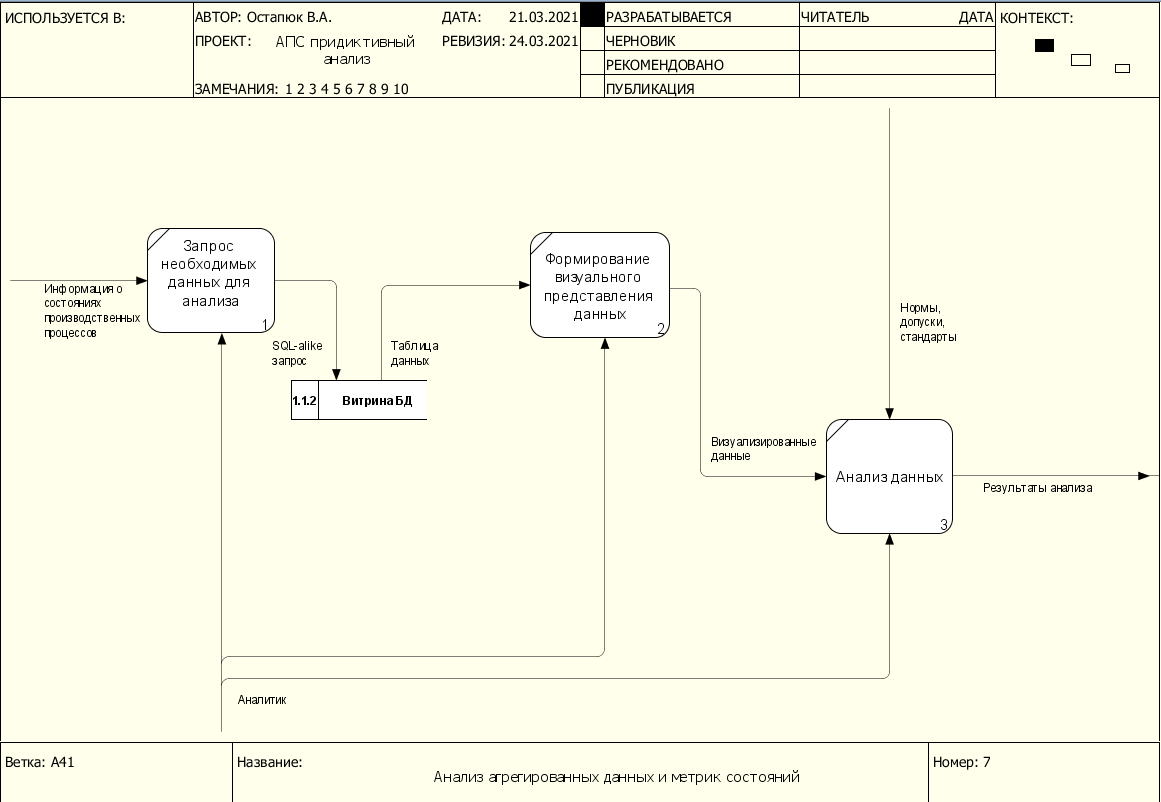 ИСПОЛЬЗУЕТСЯ В:
АВТОР: Остапюк В.А.
ДАТА: 21.03.2021
ПРОЕКТ: АПС придиктивный
анализ
РЕВИЗИЯ: 24.03.2021
ЗАМЕЧАНИЯ: 1 2 3 4 5 6 7 8 9 10
РАЗРАБАТЫВАЕТСЯ
ЧЕРНОВИК
РЕКОМЕНДОВАНО
ПУБЛИКАЦИЯ
ЧИТАТЕЛЬ
ДАТА
КОНТЕКСТ:
Информация о
состояниях
производственных
процессов
Запрос
необходимых
данных для
анализа
1
SQL-alike
запрос
1.1.2
Витрина БД
Таблица
данных
Формирование
визуального
представления
данных
2
Визуализированные
данные
Нормы,
допуски,
стандарты
Анализ данных
3
Результаты анализа
Аналитик
Ветка: A41
Название:
Анализ агрегированных данных и метрик состояний
Номер: 7